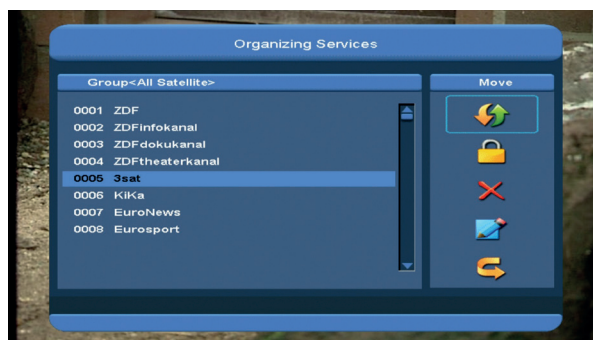 Organizing Services
Group<All Satellite>
Move
0001 ZDF
0002 ZDFinfokanal
0003 ZDFdokukanal
0004 ZDFtheaterkanal
0005 3sat
0006 KiKa
0007 EuroNews
0008 Eurosport